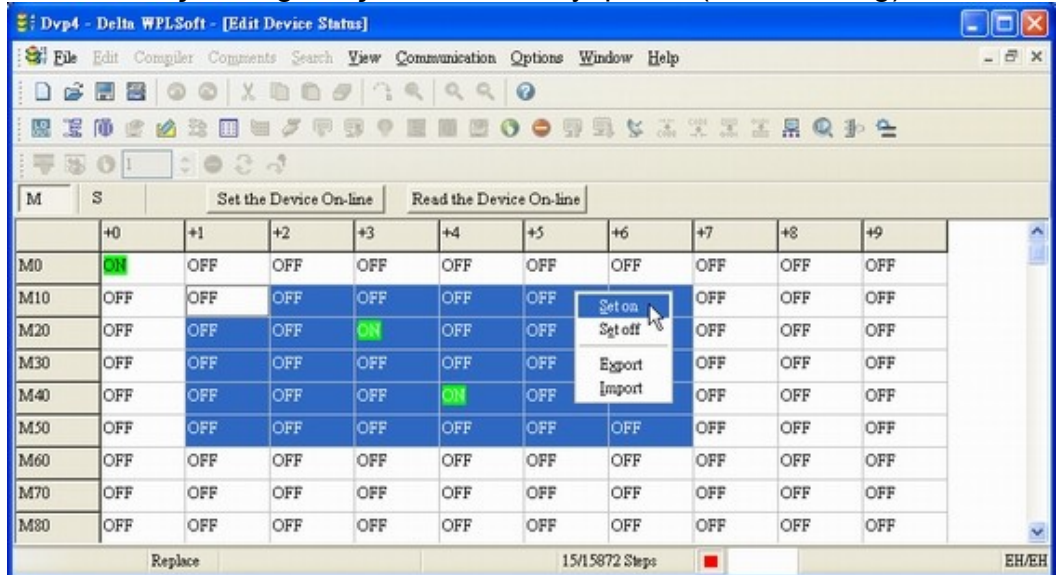 Dvp4 - Delta WPLSoft - [Edit Device Status]
File Edit Compiler Comments Search View Communication Options Window Help
1
M S Set the Device On-line Read the Device On-line
+0 +1 +2 +3 +4 +5 +6 +7 +8 +9
M0 ON OFF OFF OFF OFF OFF OFF OFF OFF OFF
M10 OFF OFF OFF OFF OFF OFF Set on OFF OFF OFF
M20 OFF OFF OFF ON OFF OFF Set off OFF OFF OFF
M30 OFF OFF OFF OFF OFF OFF Export OFF OFF OFF
M40 OFF OFF OFF OFF ON OFF Import OFF OFF OFF
M50 OFF OFF OFF OFF OFF OFF OFF OFF OFF OFF
M60 OFF OFF OFF OFF OFF OFF OFF OFF OFF OFF
M70 OFF OFF OFF OFF OFF OFF OFF OFF OFF OFF
M80 OFF OFF OFF OFF OFF OFF OFF OFF OFF OFF
Replace 15/15872 Steps EH/EH